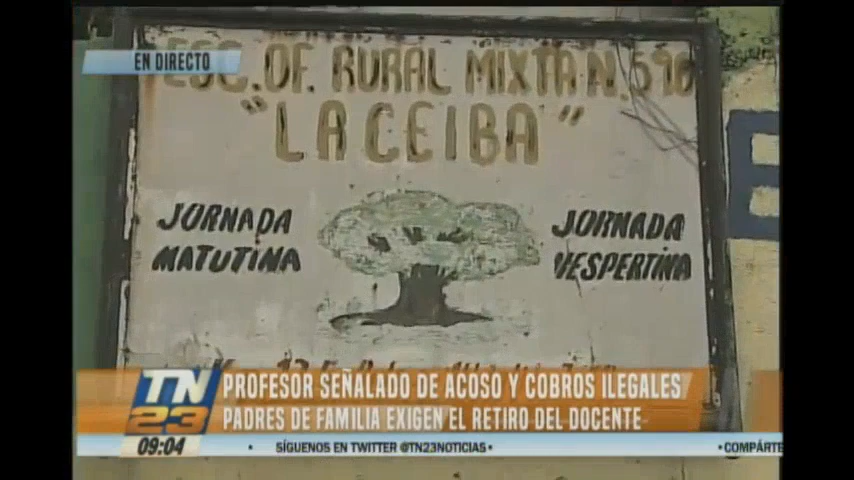 EN DIRECTO
ESC. OF. RURAL MIXTA N. 590
"LA CEIBA"
JORNADA
MATUTINA
JORNADA
VESPERTINA
TN
23
PROFESOR SEÑALADO DE ACOSO Y COBROS ILEGALES
PADRES DE FAMILIA EXIGEN EL RETIRO DEL DOCENTE
09:04
SÍGUENOS EN TWITTER @TN23NOTICIAS
COMPÁRTE